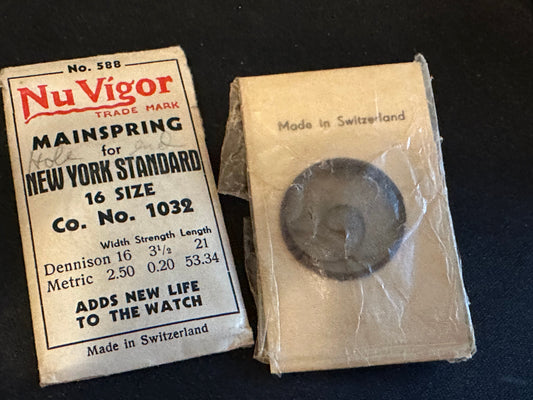 No. 588
Nu Vigor
TRADE MARK
MAINSPRING
for
Hole end
NEW YORK STANDARD
16 SIZE
Co. No. 1032
Width Strength Length
Dennison 16 3½ 21
Metric 2.50 0.20 53.34
ADDS NEW LIFE
TO THE WATCH
Made in Switzerland
Made in Switzerland